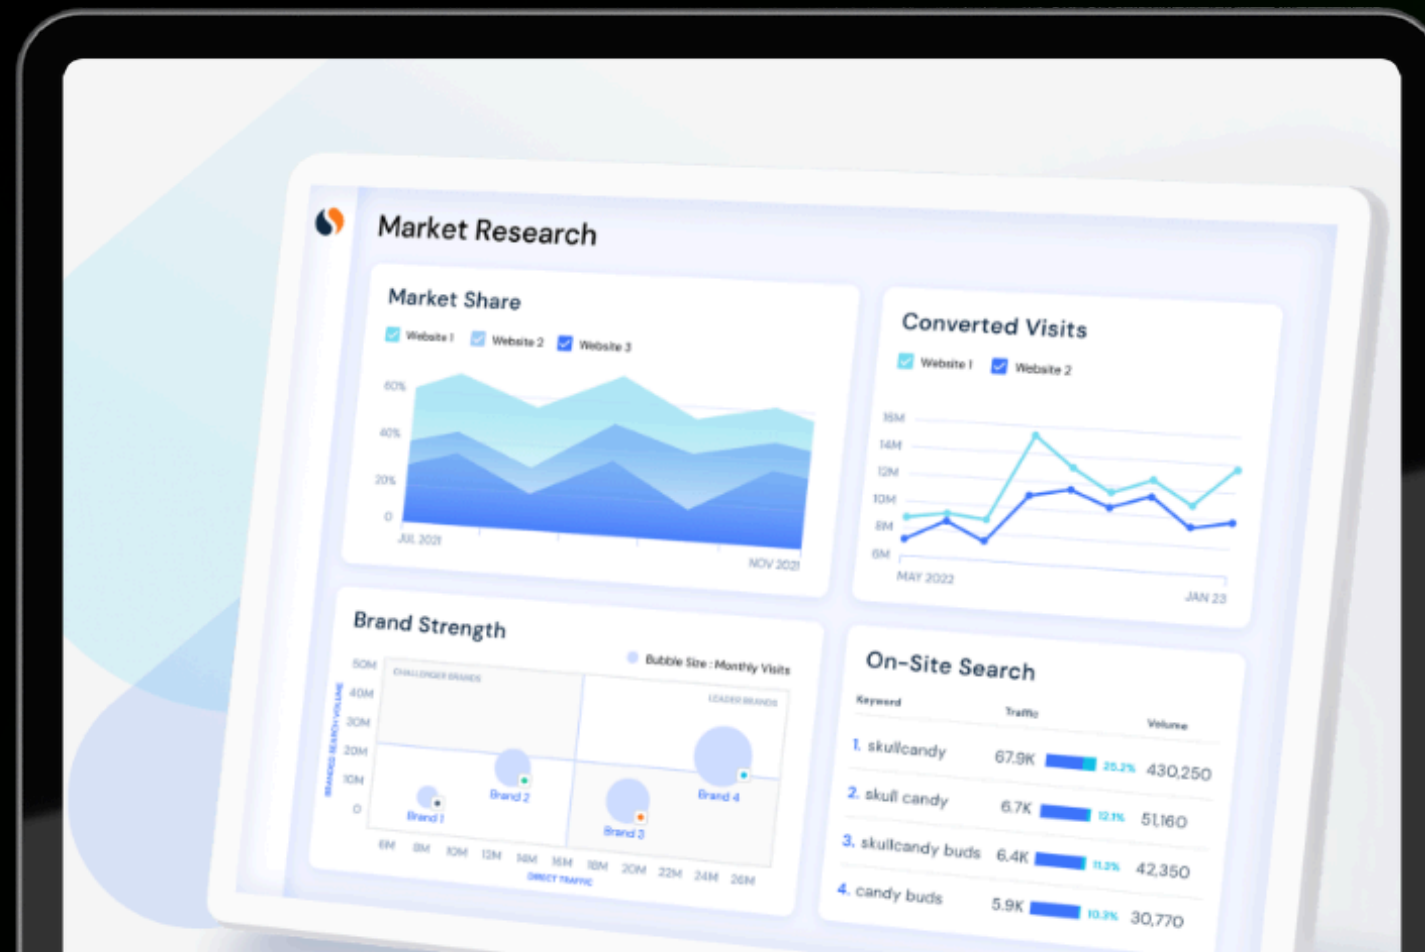 Market Research
Market Share
Website 1 Website 2 Website 3
60%
40%
20%
0
JUL 2021 NOV 2021
Converted Visits
Website 1 Website 2
16M
14M
12M
10M
8M
6M
MAY 2022 JAN 23
Brand Strength
Bubble Size : Monthly Visits
50M
40M
30M
20M
10M
0
BRANDED SEARCH VOLUME
CHALLENGER BRANDS
LEADER BRANDS
Brand 1
Brand 2
Brand 3
Brand 4
6M 8M 10M 12M 14M 16M 18M 20M 22M 24M 26M
DIRECT TRAFFIC
On-Site Search
Keyword Traffic Volume
1. skullcandy 67.9K 25.2% 430,250
2. skull candy 6.7K 12.1% 51,160
3. skullcandy buds 6.4K 11.2% 42,350
4. candy buds 5.9K 10.3% 30,770